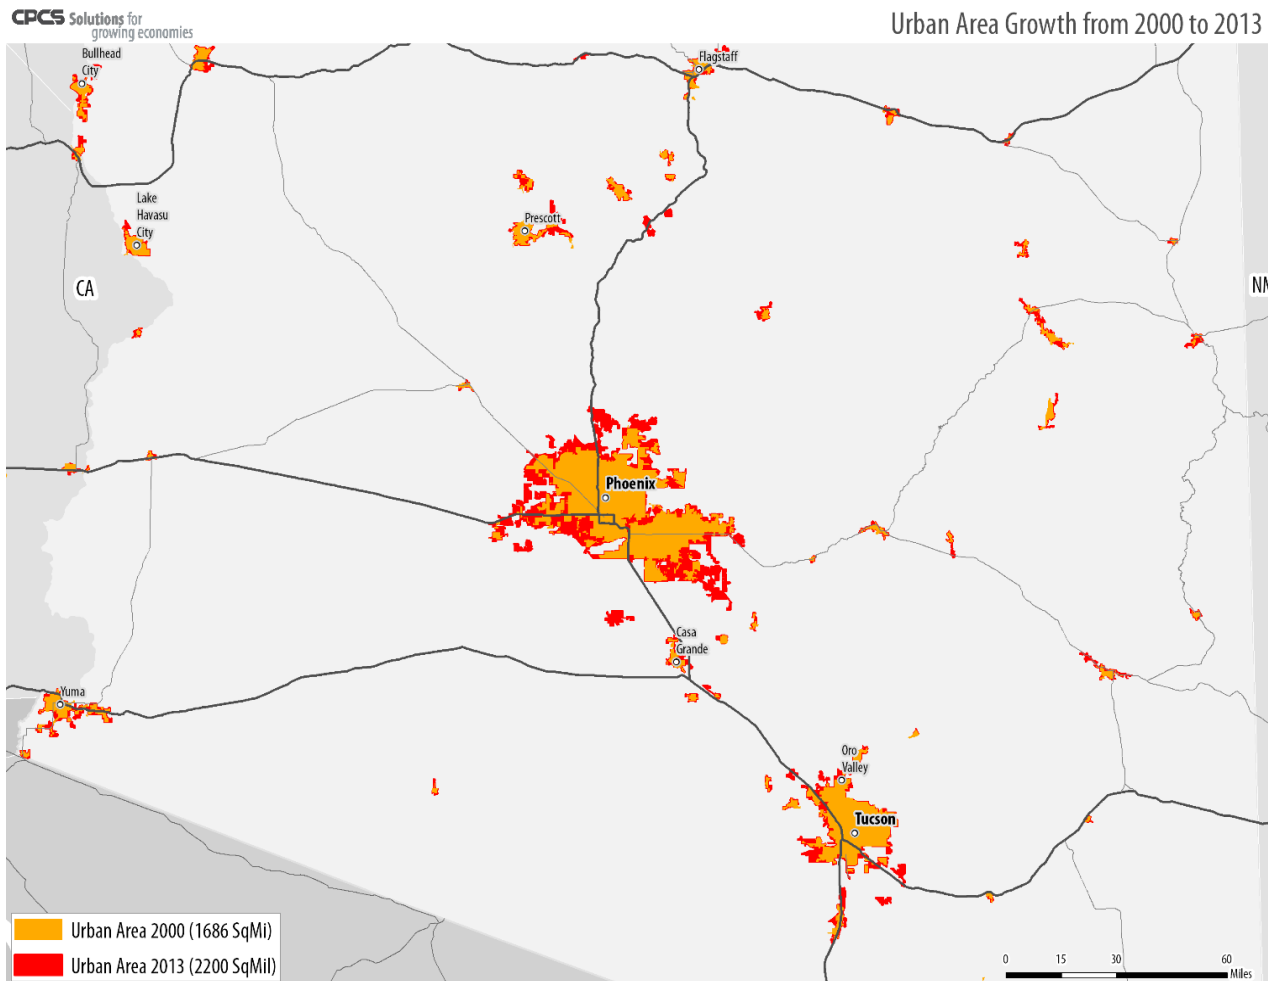 CPCS Solutions for
growing economies
Urban Area Growth from 2000 to 2013
Bullhead
City
Flagstaff
Lake
Havasu
City
Prescott
CA
NM
Phoenix
Casa
Grande
Yuma
Oro
Valley
Tucson
Urban Area 2000 (1686 SqMi)
Urban Area 2013 (2200 SqMil)
0 15 30 60
Miles